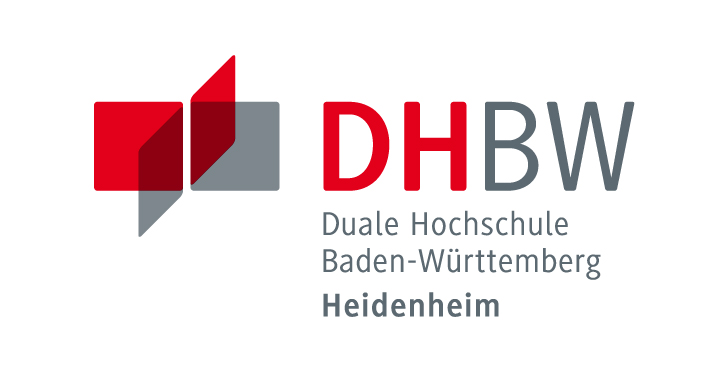 DHBW
Duale Hochschule
Baden-Württemberg
Heidenheim